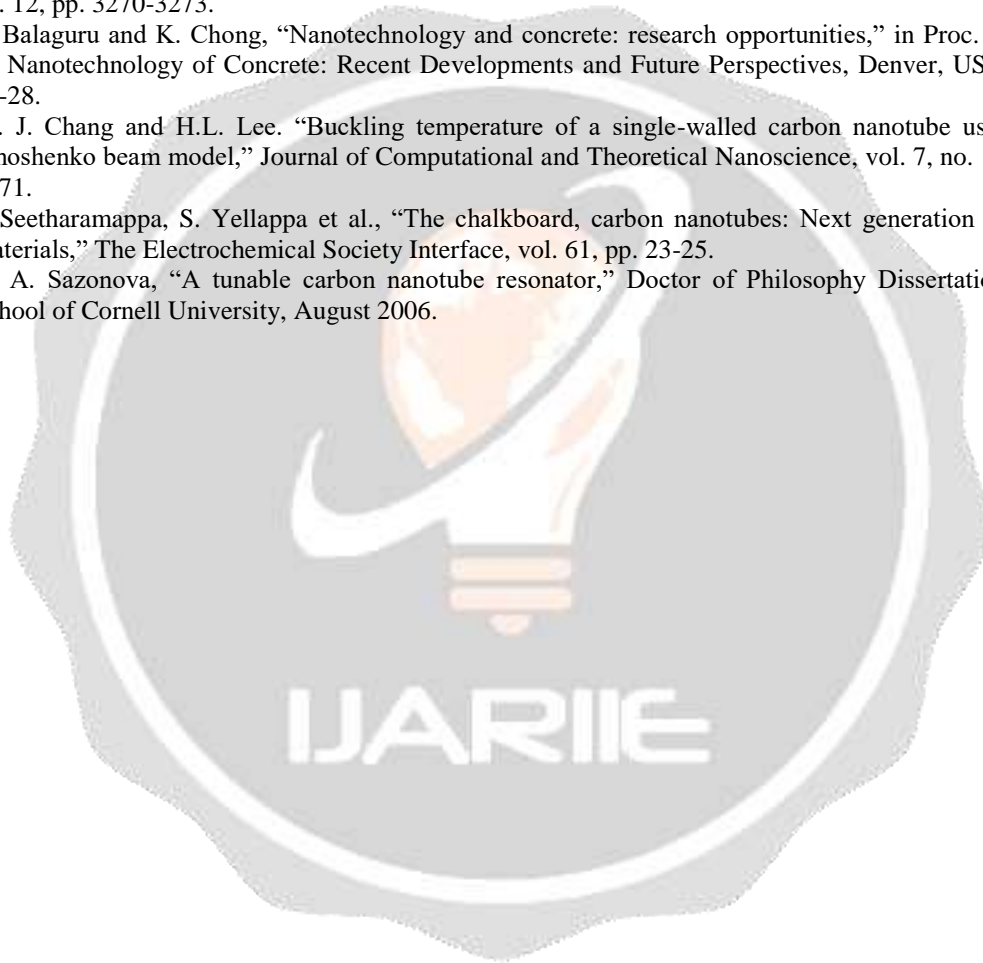 . 12, pp. 3270-3273.
Balaguru and K. Chong, “Nanotechnology and concrete: research opportunities,” in Proc.
Nanotechnology of Concrete: Recent Developments and Future Perspectives, Denver, US
-28.
. J. Chang and H.L. Lee. “Buckling temperature of a single-walled carbon nanotube us
noshenko beam model,” Journal of Computational and Theoretical Nanoscience, vol. 7, no.
71.
Seetharamappa, S. Yellappa et al., “The chalkboard, carbon nanotubes: Next generation
aterials,” The Electrochemical Society Interface, vol. 61, pp. 23-25.
A. Sazonova, “A tunable carbon nanotube resonator,” Doctor of Philosophy Dissertatio
hool of Cornell University, August 2006.
IJARIIE